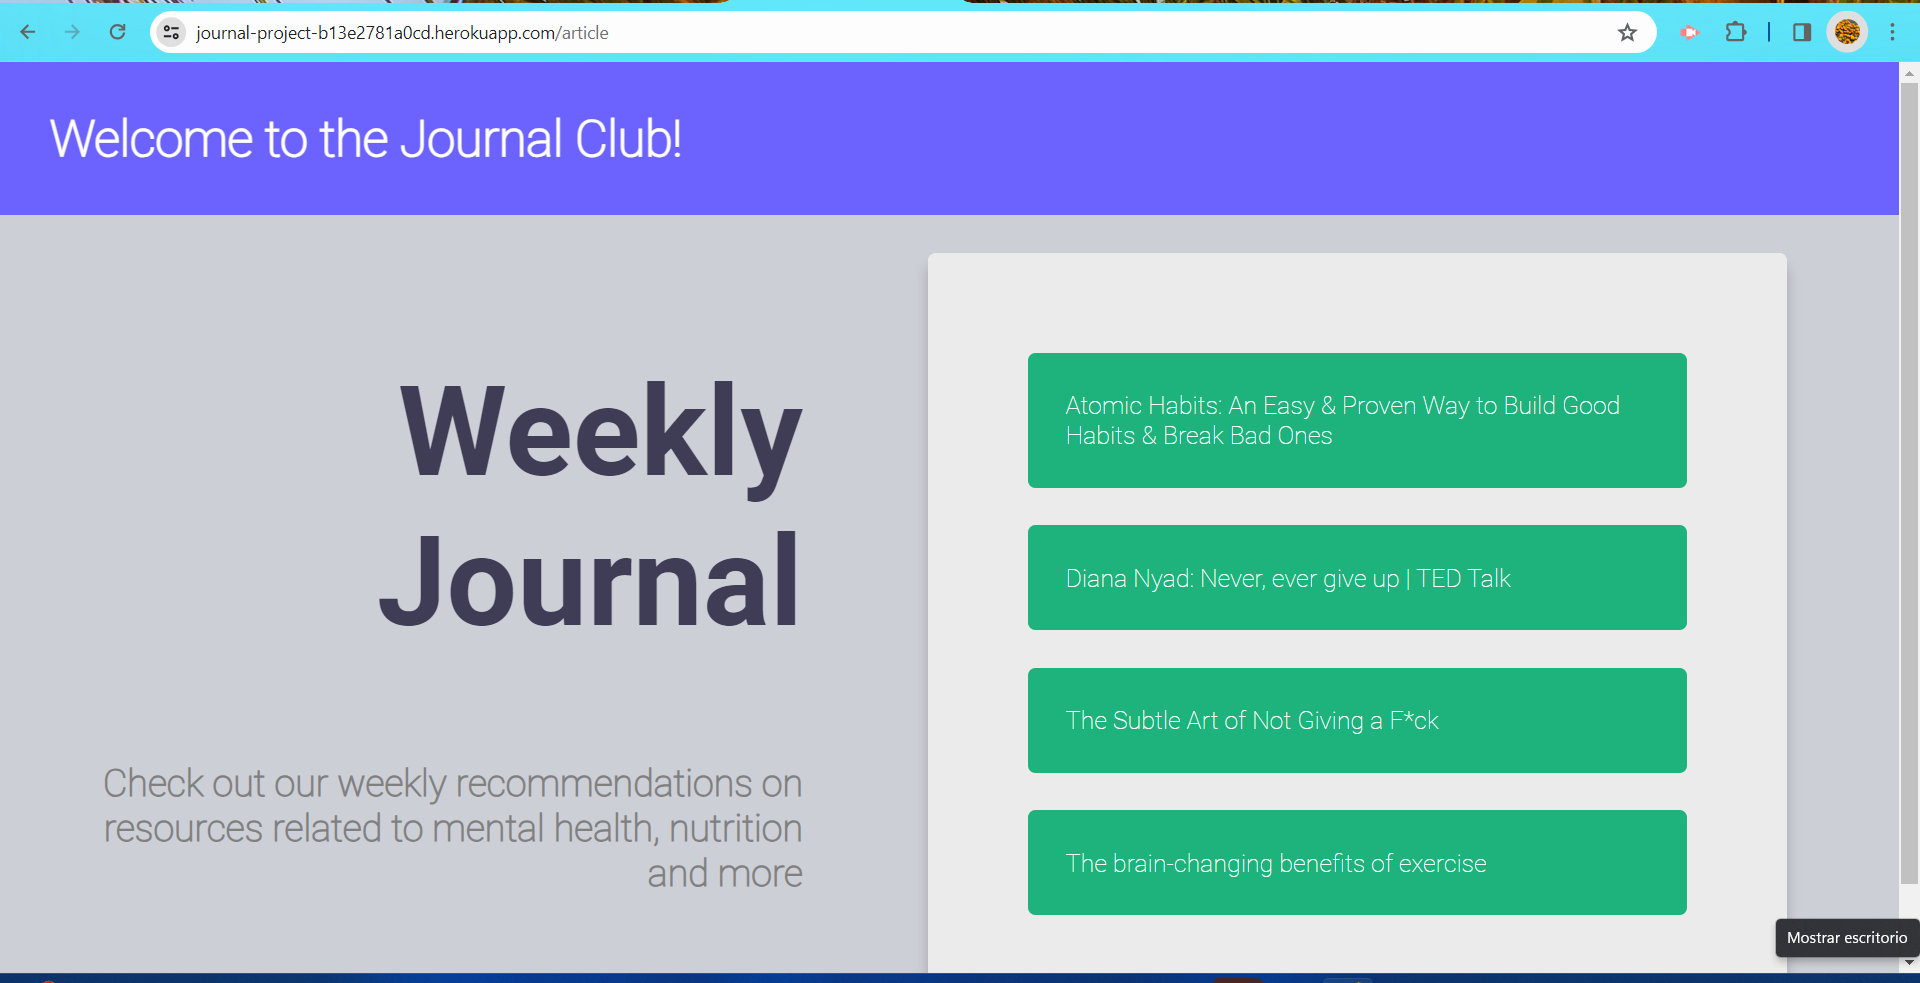 journal-project-b13e2781a0cd.herokuapp.com/article
Welcome to the Journal Club!
Weekly
Journal
Check out our weekly recommendations on
resources related to mental health, nutrition
and more
Atomic Habits: An Easy & Proven Way to Build Good
Habits & Break Bad Ones
Diana Nyad: Never, ever give up | TED Talk
The Subtle Art of Not Giving a F*ck
The brain-changing benefits of exercise
Mostrar escritorio